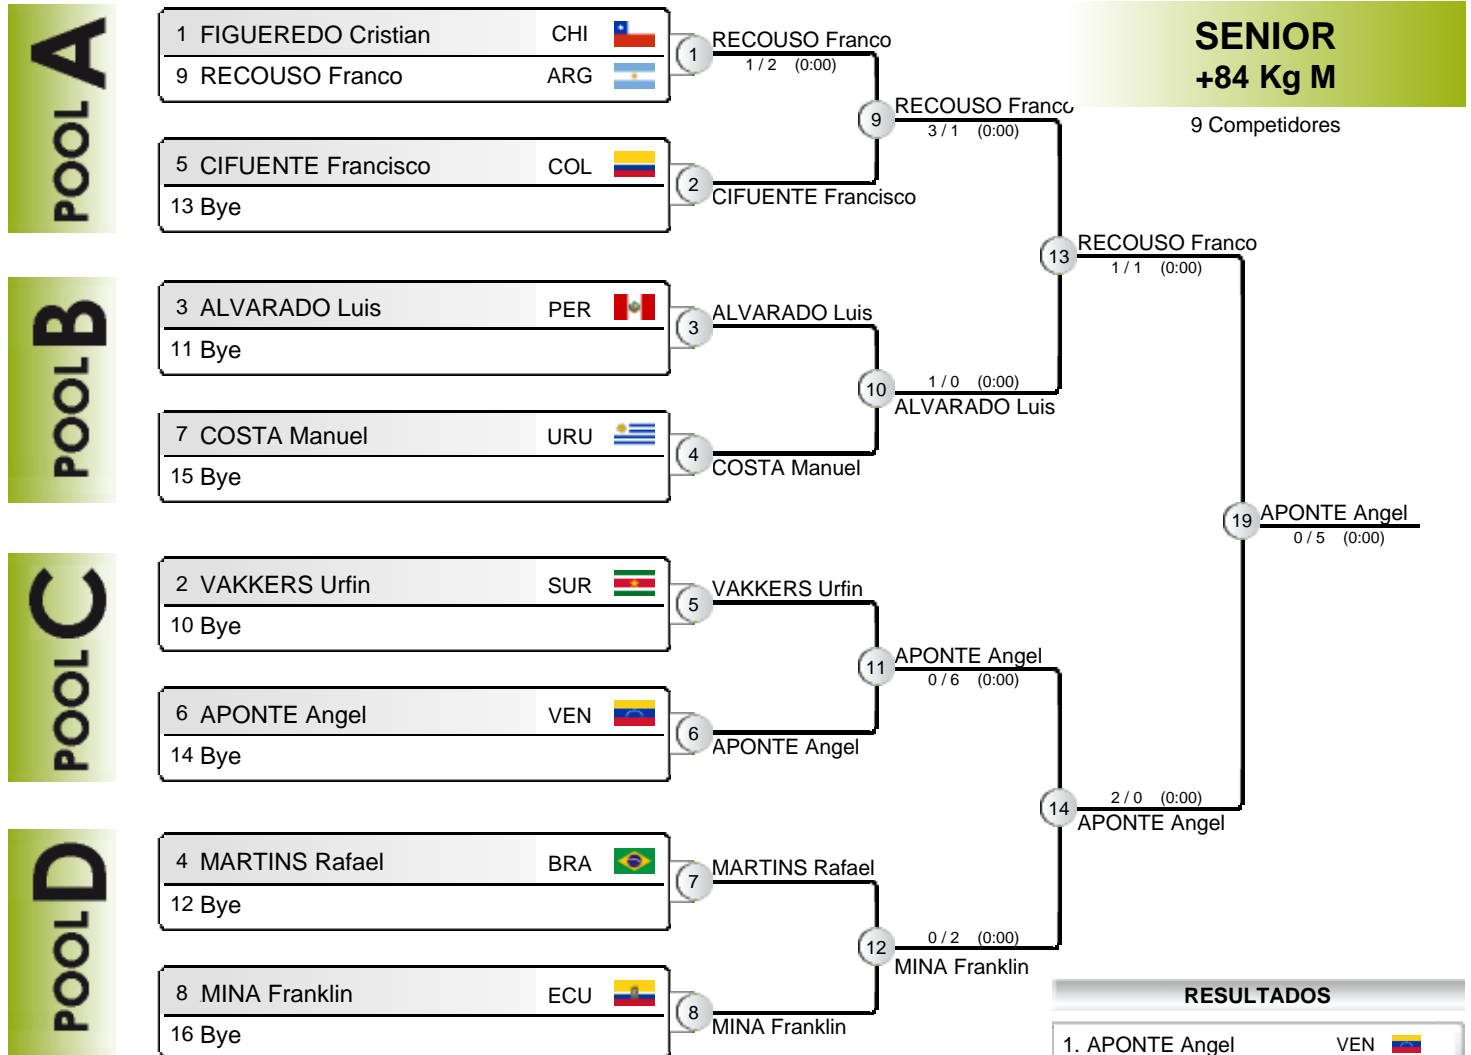 SENIOR
+84 Kg M
9 Competidores
POOL A
1 FIGUEREDO Cristian CHI
9 RECOUSO Franco ARG
5 CIFUENTE Francisco COL
13 Bye
POOL B
3 ALVARADO Luis PER
11 Bye
7 COSTA Manuel URU
15 Bye
POOL C
2 VAKKERS Urfin SUR
10 Bye
6 APONTE Angel VEN
14 Bye
POOL D
4 MARTINS Rafael BRA
12 Bye
8 MINA Franklin ECU
16 Bye
1 RECOUSO Franco
1 / 2 (0:00)
2 CIFUENTE Francisco
3 ALVARADO Luis
4 COSTA Manuel
5 VAKKERS Urfin
6 APONTE Angel
7 MARTINS Rafael
8 MINA Franklin
9 RECOUSO Franco
3 / 1 (0:00)
1 / 0 (0:00)
10 ALVARADO Luis
11 APONTE Angel
0 / 6 (0:00)
0 / 2 (0:00)
12 MINA Franklin
13 RECOUSO Franco
1 / 1 (0:00)
2 / 0 (0:00)
14 APONTE Angel
19 APONTE Angel
0 / 5 (0:00)
RESULTADOS
1. APONTE Angel VEN